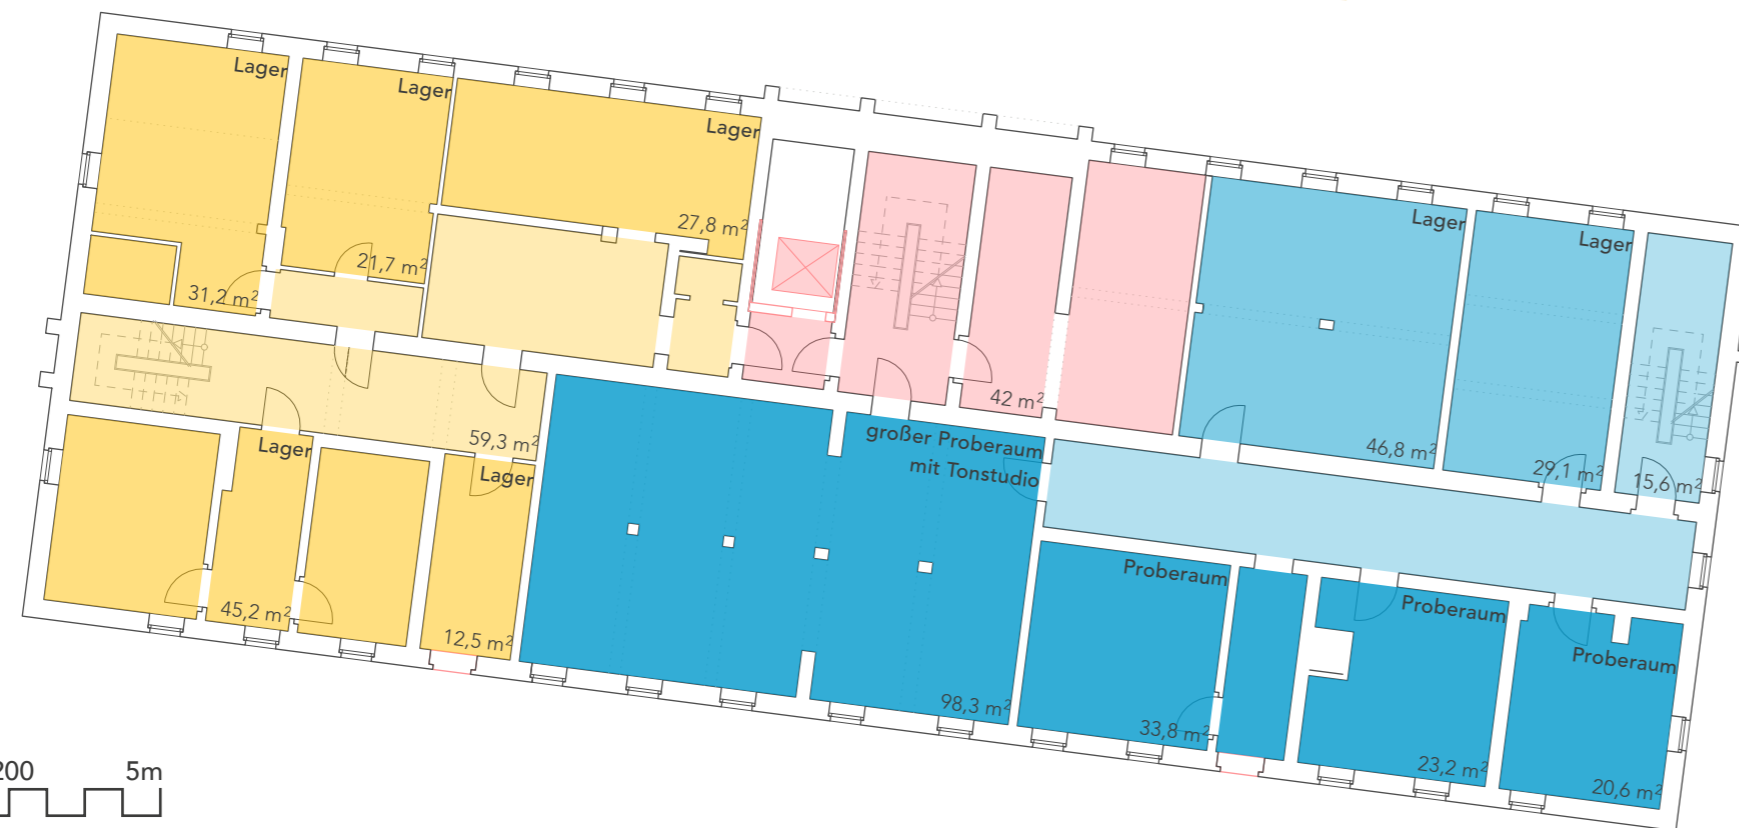 Lager
Lager
Lager
27,8 m²
21,7 m²
31,2 m²
Lager
Lager
42 m²
46,8 m²
29,1 m²
15,6 m²
59,3 m²
großer Proberaum
mit Tonstudio
Lager
Lager
45,2 m²
12,5 m²
98,3 m²
Proberaum
33,8 m²
Proberaum
23,2 m²
Proberaum
20,6 m²
200
5m